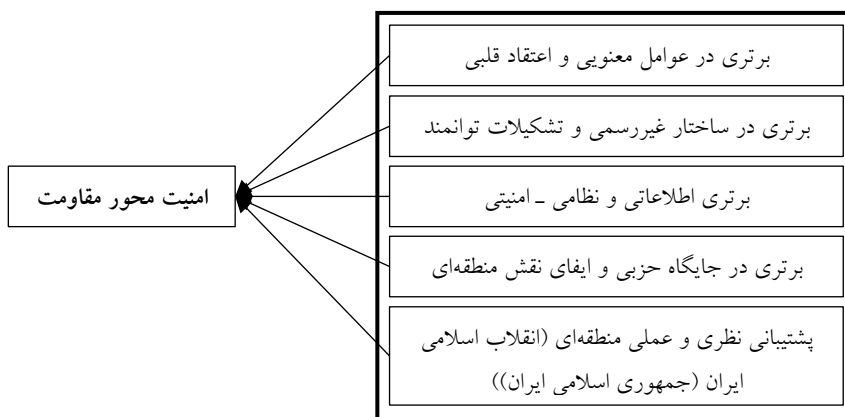 برتری در عوامل معنویی و اعتقاد قلبی
برتری در ساختار غیررسمی و تشکیلات توانمند
برتری اطلاعاتی و نظامی ـ امنیتی
برتری در جایگاه حزبی و ایفای نقش منطقه‌ای
پشتیبانی نظری و عملی منطقه‌ای (انقلاب اسلامی
ایران (جمهوری اسلامی ایران))
امنیت محور مقاومت